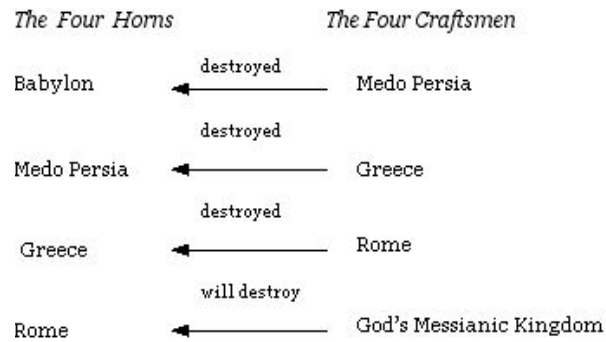 The Four Horns The Four Craftsmen
destroyed
Babylon Medo Persia
destroyed
Medo Persia Greece
destroyed
Greece Rome
will destroy
Rome God's Messianic Kingdom